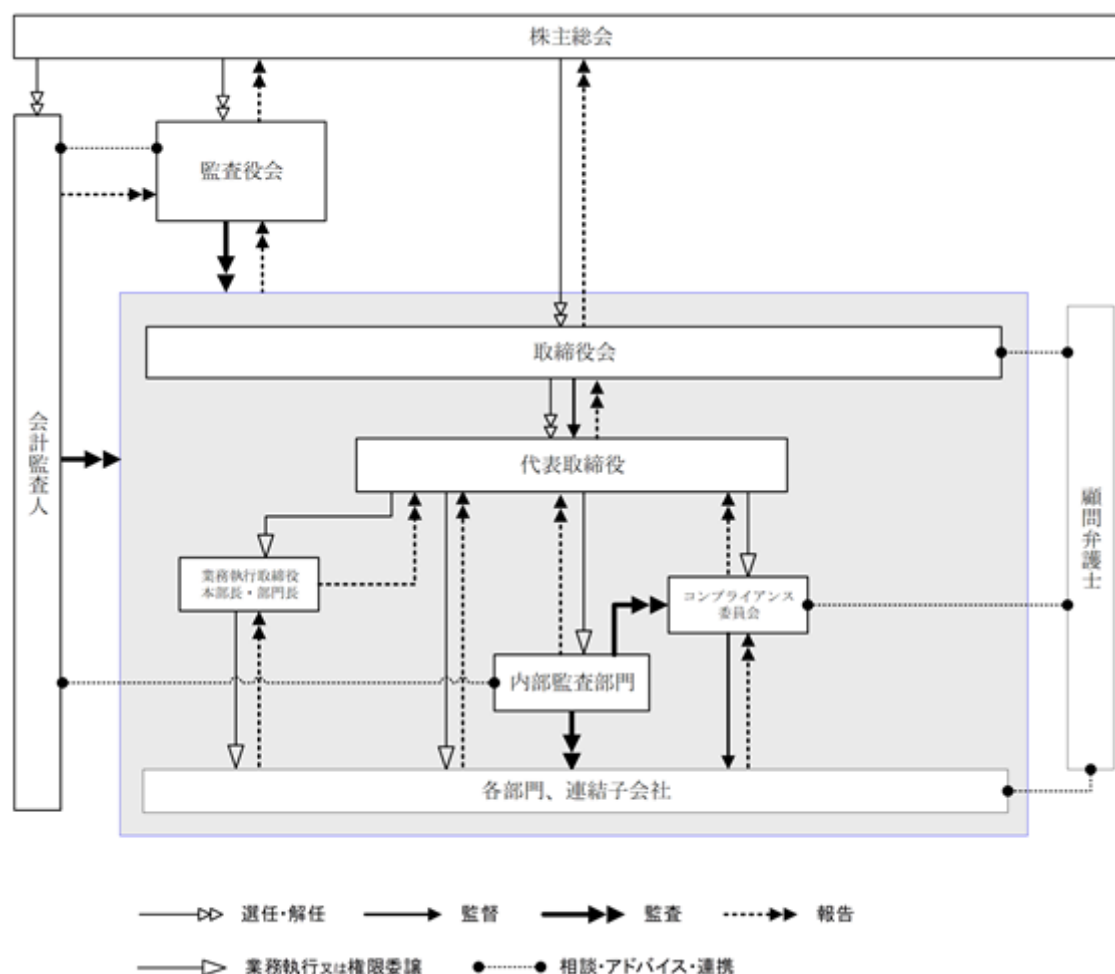 株主総会
監査役会
取締役会
会計監査人
代表取締役
顧問弁護士
業務執行取締役
本部長・部門長
コンプライアンス
委員会
内部監査部門
各部門、連結子会社
選任・解任
監督
監査
報告
業務執行又は権限委譲
相談・アドバイス・連携